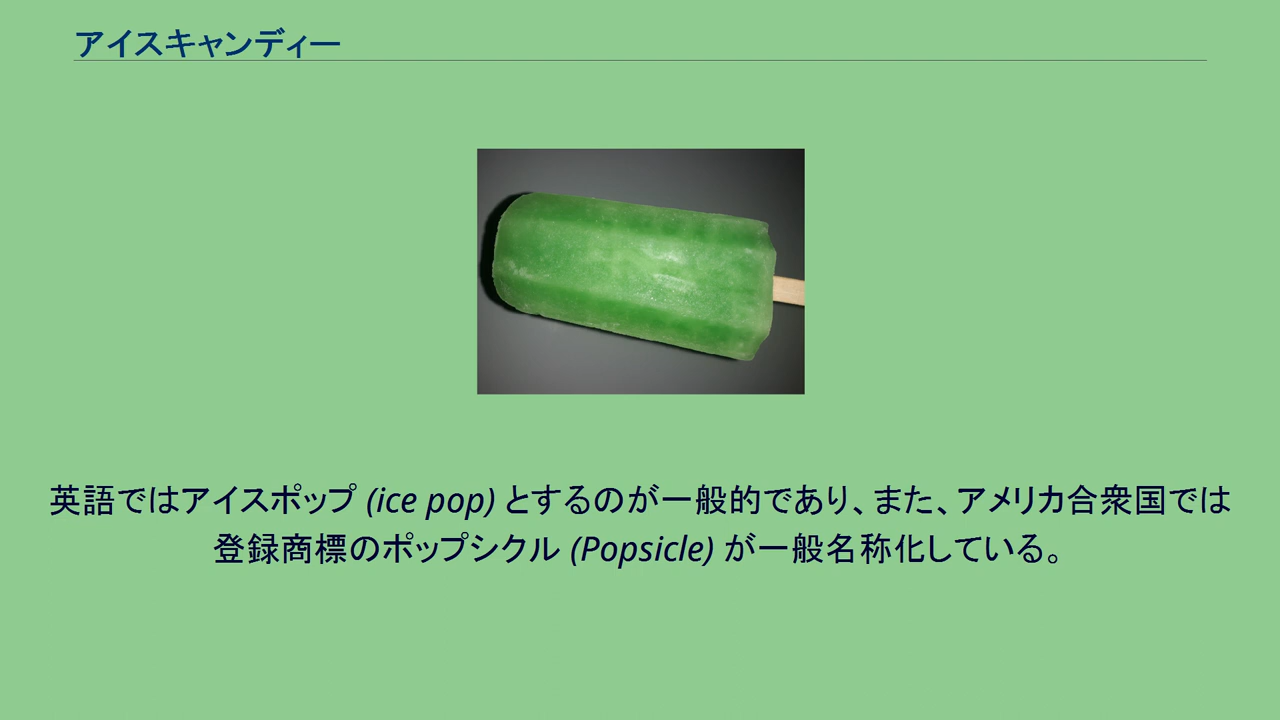 アイスキャンディー
英語ではアイスポップ (ice pop) とするのが一般的であり、また、アメリカ合衆国では
登録商標のポップシクル (Popsicle) が一般名称化している。